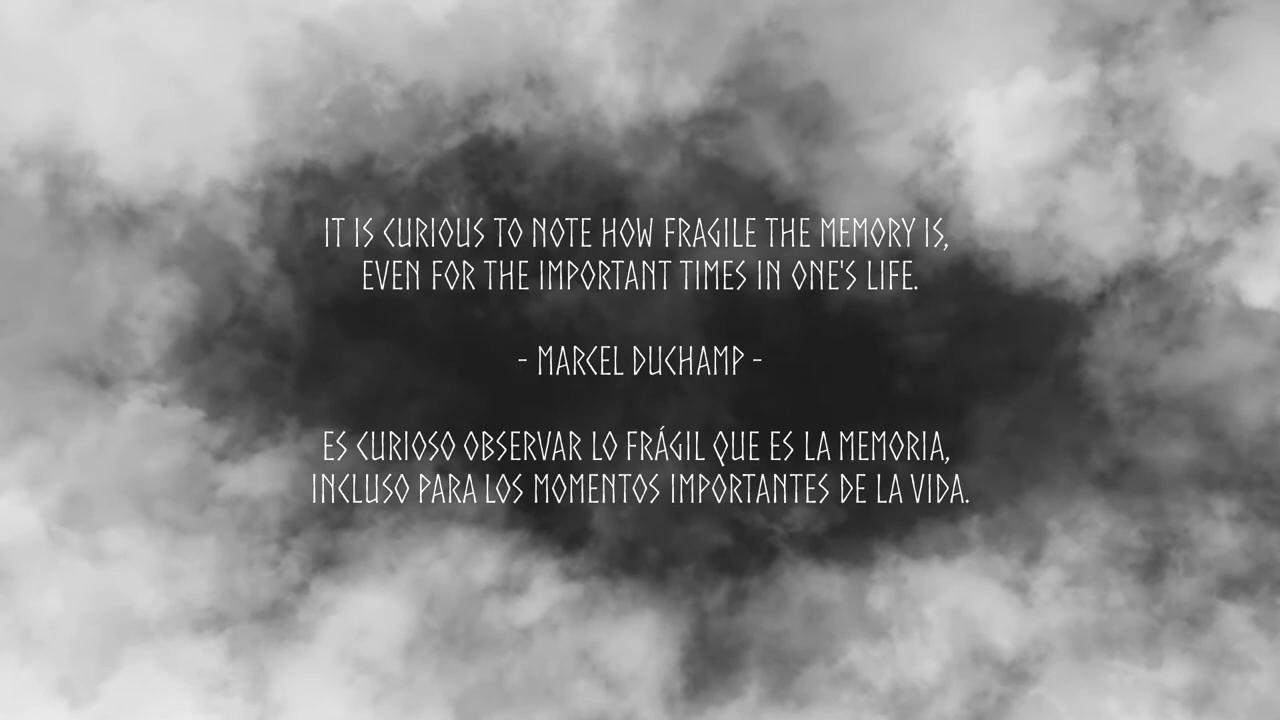 IT IS CURIOUS TO NOTE HOW FRAGILE THE MEMORY IS,
EVEN FOR THE IMPORTANT TIMES IN ONE'S LIFE.
- MARCEL DUCHAMP -
ES CURIOSO OBSERVAR LO FRÁGIL QUE ES LA MEMORIA,
INCLUSO PARA LOS MOMENTOS IMPORTANTES DE LA VIDA.